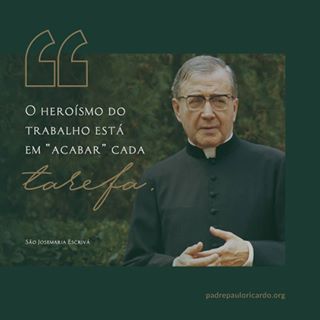 O HEROÍSMO DO
TRABALHO ESTÁ
EM "ACABAR" CADA
tarefa.
SÃO JOSEMARIA ESCRIVÁ
padrepauloricardo.org